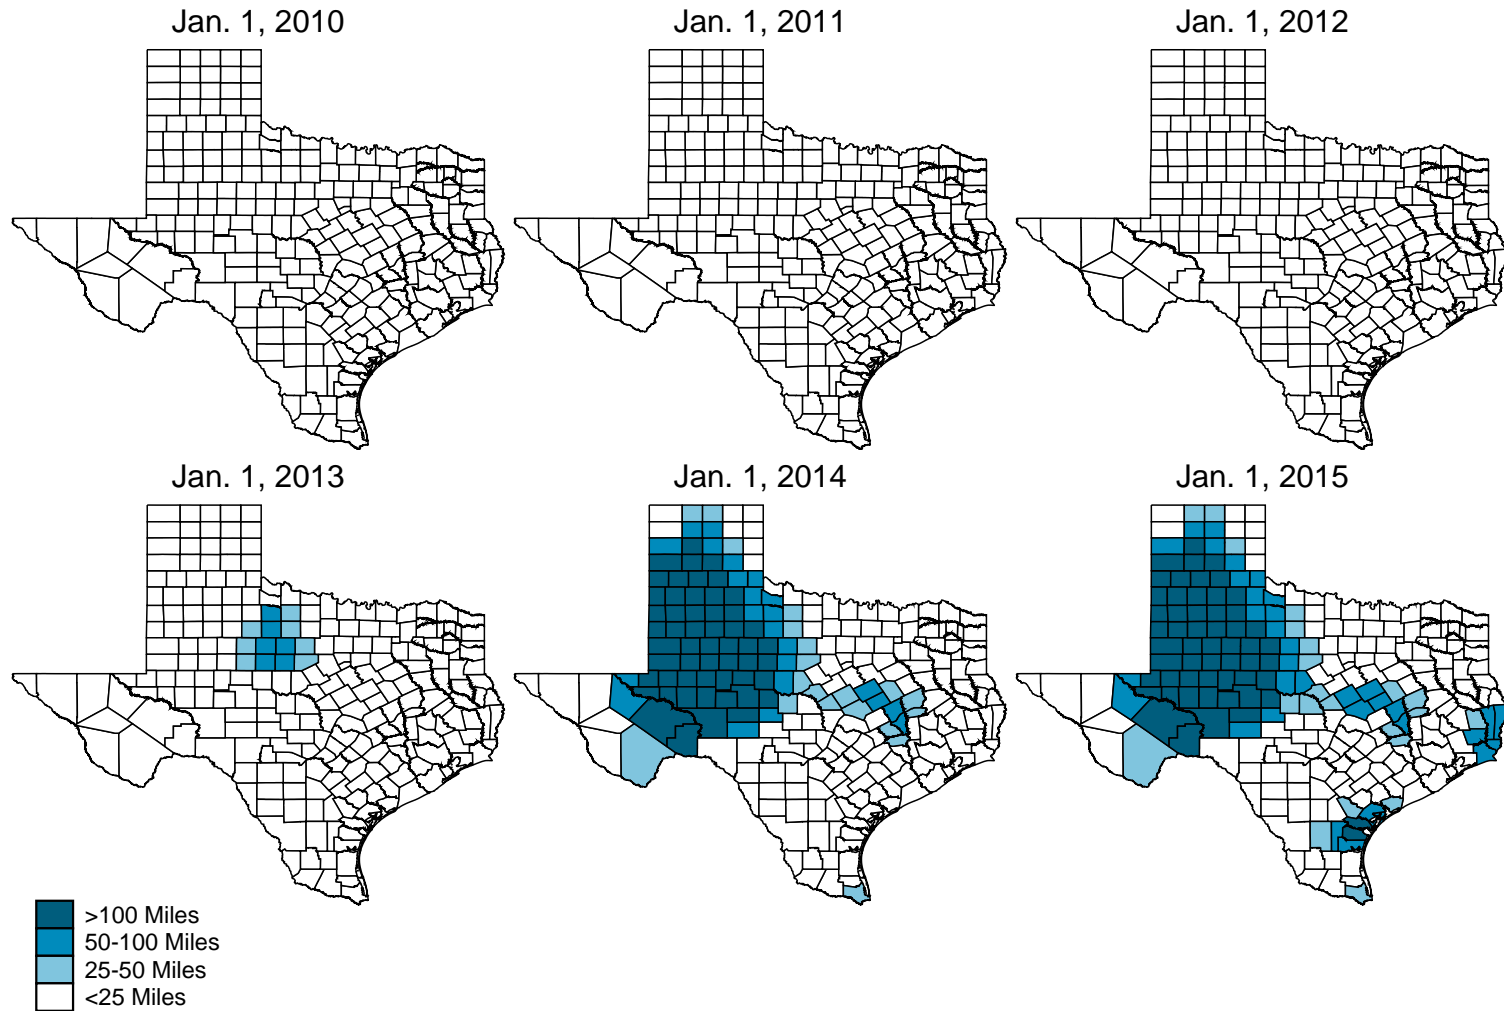 Jan. 1, 2010
Jan. 1, 2011
Jan. 1, 2012
Jan. 1, 2013
Jan. 1, 2014
Jan. 1, 2015
>100 Miles
50-100 Miles
25-50 Miles
<25 Miles